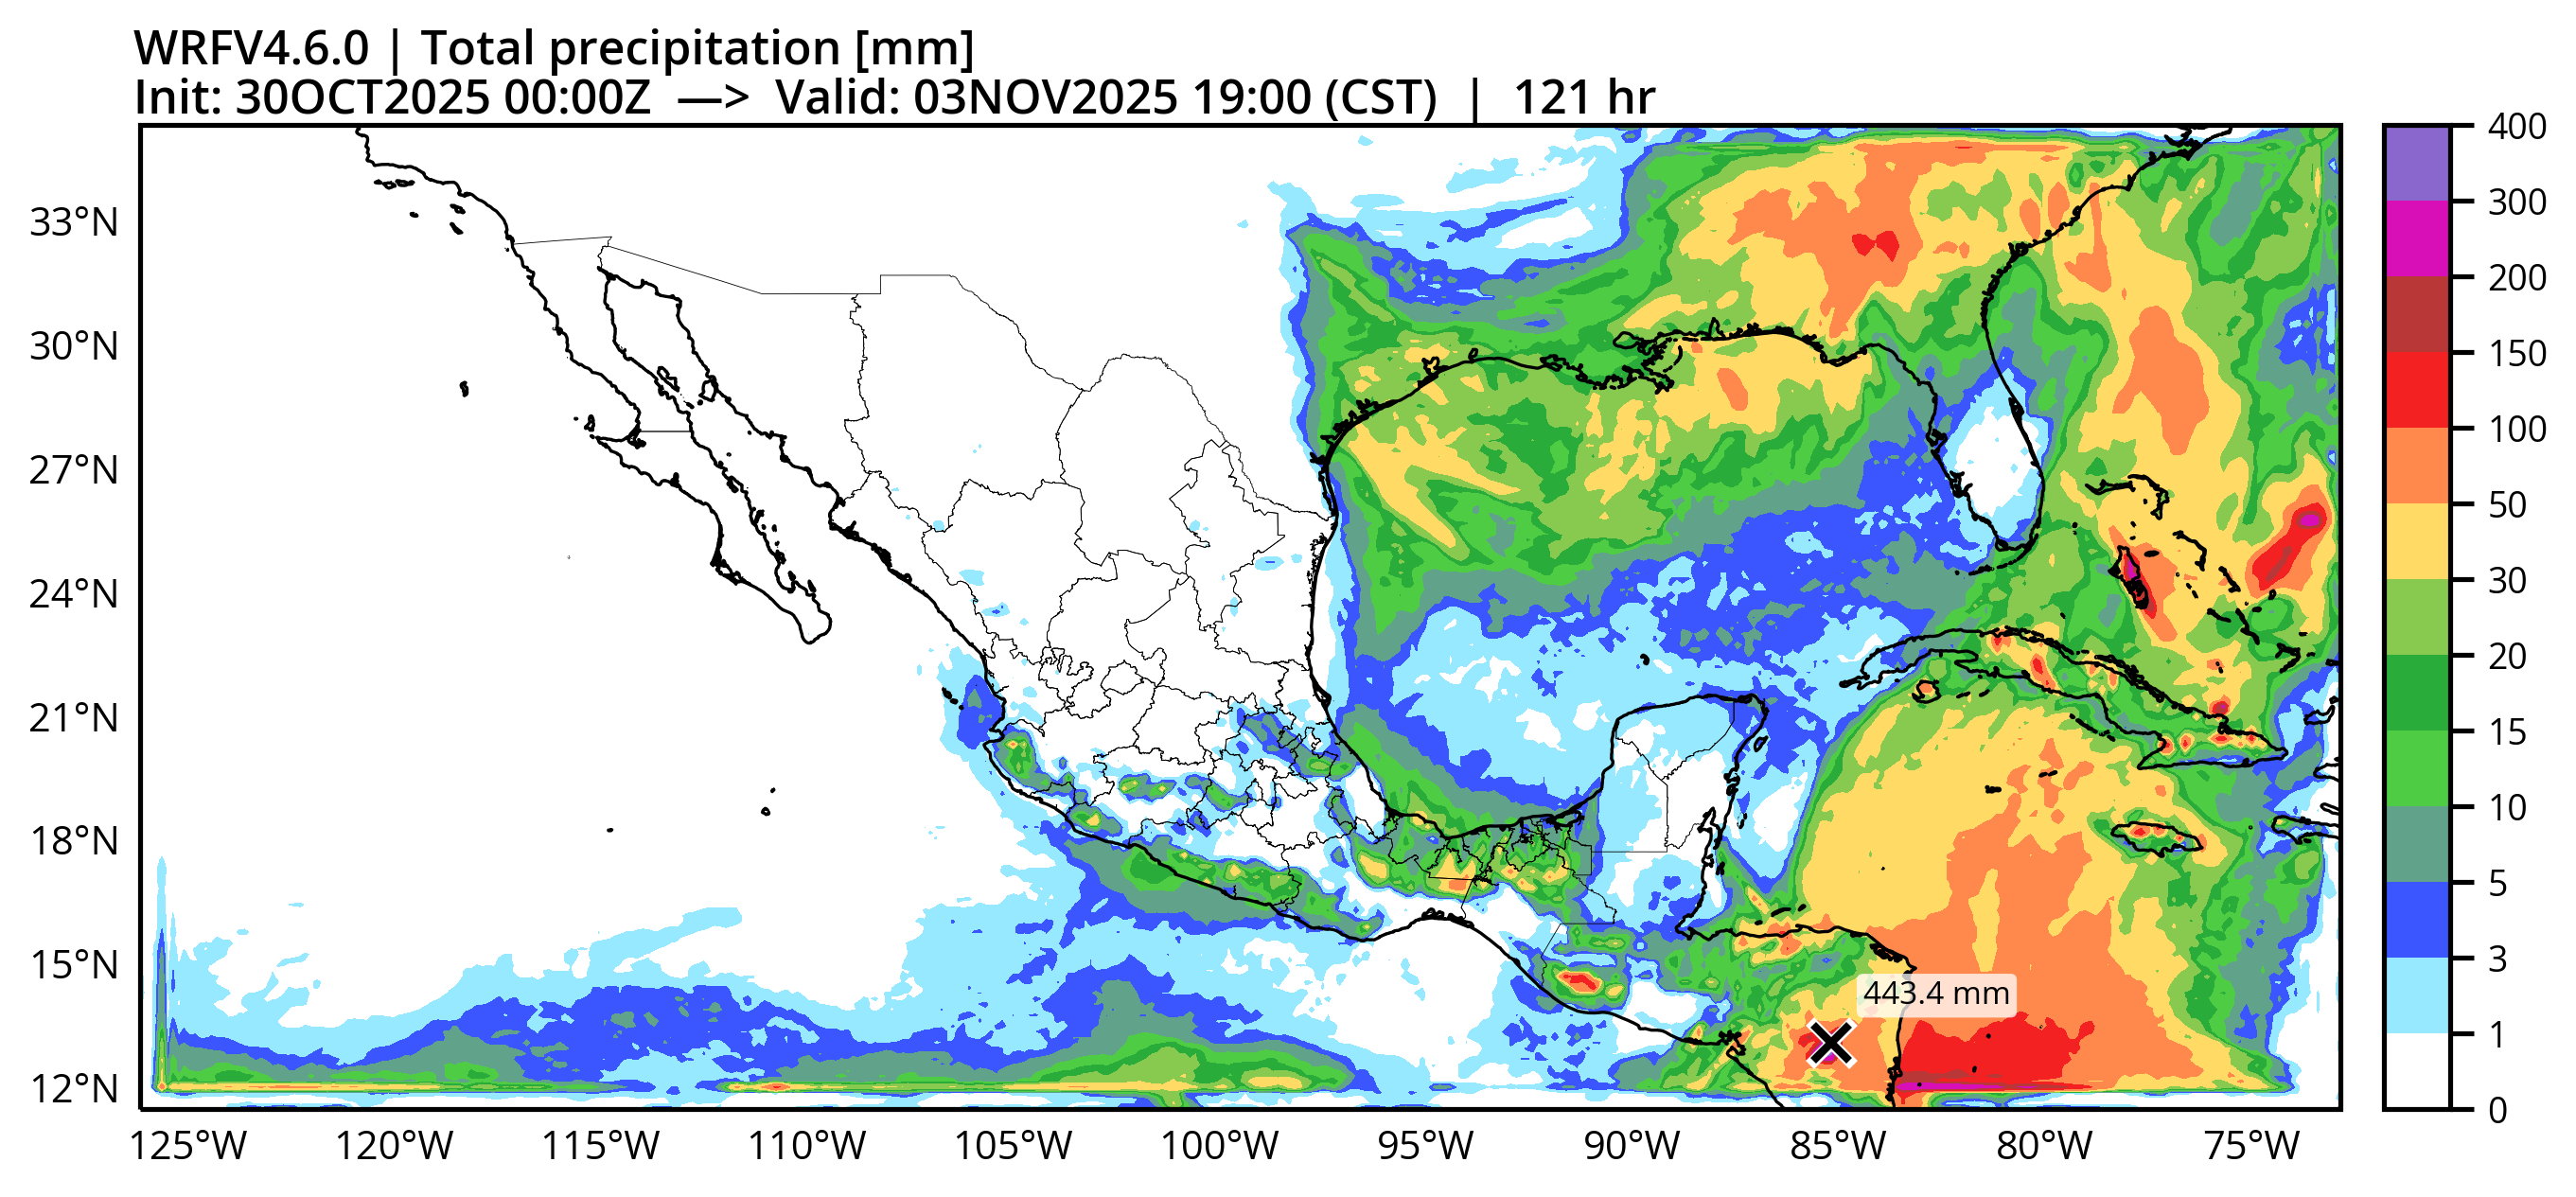 WRFV4.6.0 | Total precipitation [mm]
Init: 30OCT2025 00:00Z —> Valid: 03NOV2025 19:00 (CST) | 121 hr
33°N
30°N
27°N
24°N
21°N
18°N
15°N
12°N
443.4 mm
125°W 120°W 115°W 110°W 105°W 100°W 95°W 90°W 85°W 80°W 75°W
400
300
200
150
100
50
30
20
15
10
5
3
1
0